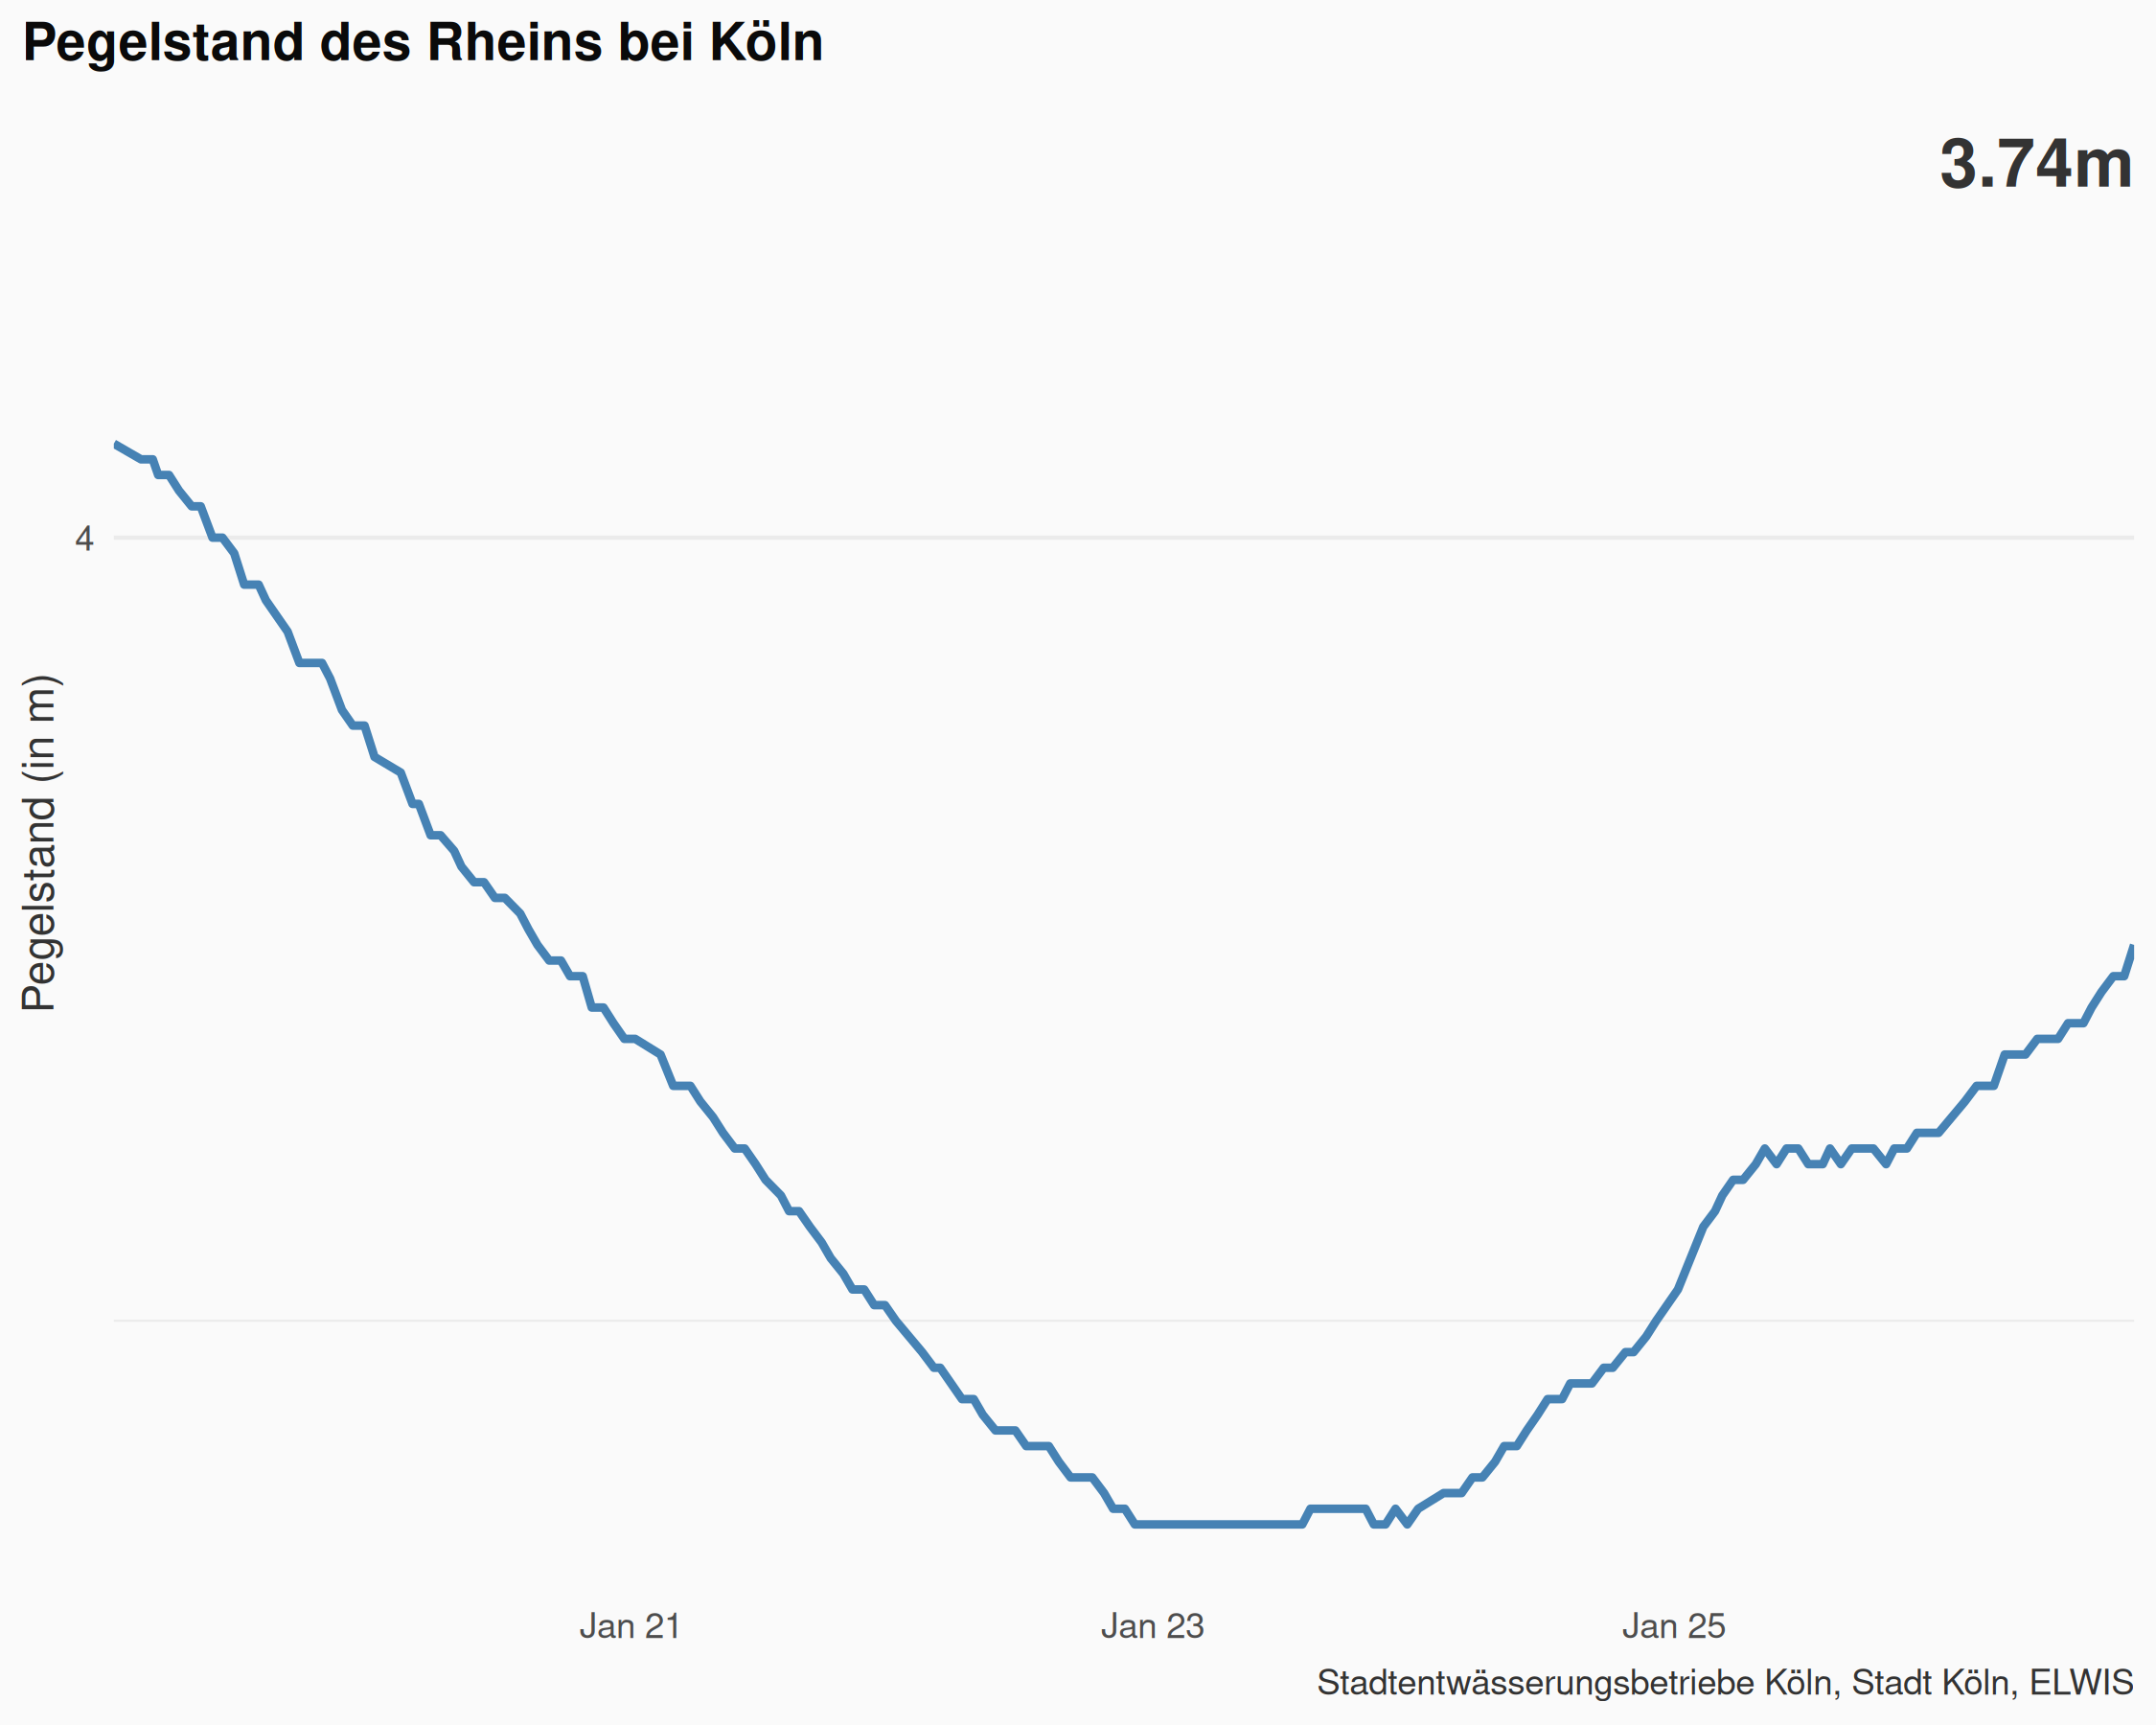 Pegelstand des Rheins bei Köln
3.74m
4
Pegelstand (in m)
Jan 21
Jan 23
Jan 25
Stadtentwässerungsbetriebe Köln, Stadt Köln, ELWIS